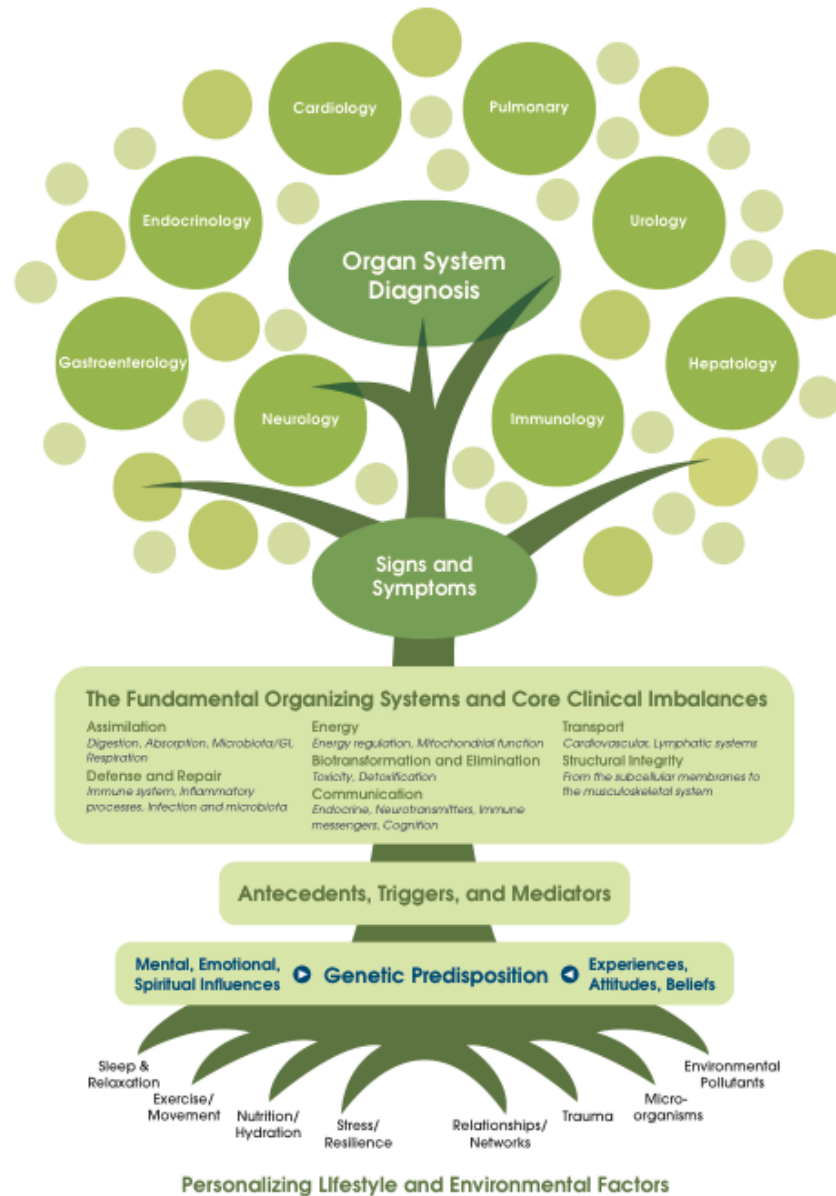 Cardiology
Pulmonary
Endocrinology
Urology
Organ System
Diagnosis
Gastroenterology
Hepatology
Neurology
Immunology
Signs and
Symptoms
The Fundamental Organizing Systems and Core Clinical Imbalances
Assimilation
Digestion, Absorption, Microbiota/GI,
Respiration
Defense and Repair
Immune system, Inflammatory
processes, Infection and microbiota
Energy
Energy regulation, Mitochondrial function
Biotransformation and Elimination
Toxicity, Detoxification
Communication
Endocrine, Neurotransmitters, Immune
messengers, Cognition
Transport
Cardiovascular, Lymphatic systems
Structural Integrity
From the subcellular membranes to
the musculoskeletal system
Antecedents, Triggers, and Mediators
Mental, Emotional,
Spiritual Influences
Genetic Predisposition
Experiences,
Attitudes, Beliefs
Sleep &
Relaxation
Exercise/
Movement
Nutrition/
Hydration
Stress/
Resilience
Relationships/
Networks
Trauma
Micro-
organisms
Environmental
Pollutants
Personalizing LIfestyle and Environmental Factors